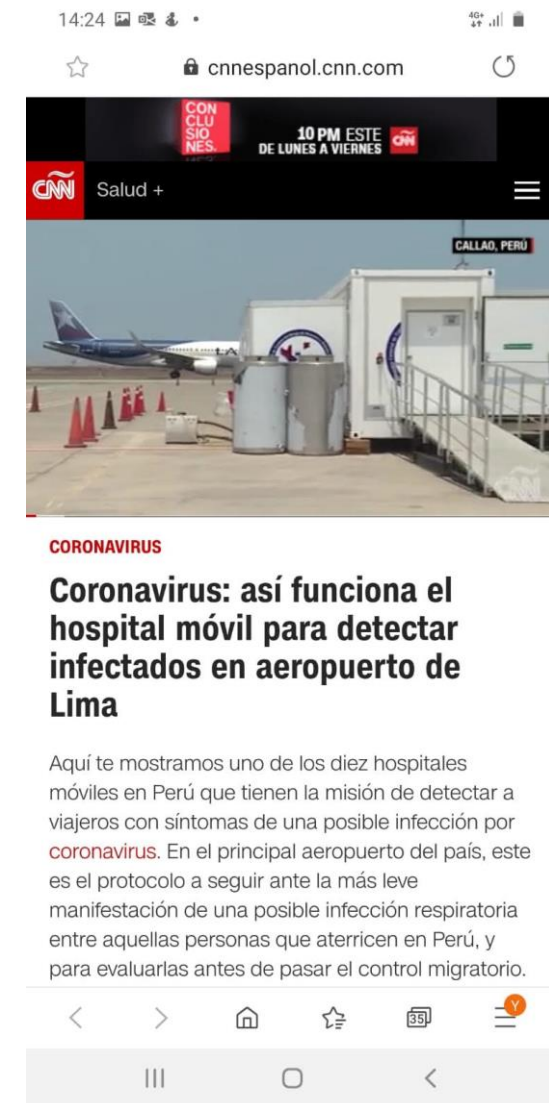 14:24
4G+
cnnespanol.cnn.com
CON
CLU
SIO
NES.
10 PM ESTE
DE LUNES A VIERNES
CNN
CNN
Salud +
CALLAO, PERÚ
CORONAVIRUS
Coronavirus: así funciona el
hospital móvil para detectar
infectados en aeropuerto de
Lima
Aquí te mostramos uno de los diez hospitales
móviles en Perú que tienen la misión de detectar a
viajeros con síntomas de una posible infección por
coronavirus. En el principal aeropuerto del país, este
es el protocolo a seguir ante la más leve
manifestación de una posible infección respiratoria
entre aquellas personas que aterricen en Perú, y
para evaluarlas antes de pasar el control migratorio.
35
Y